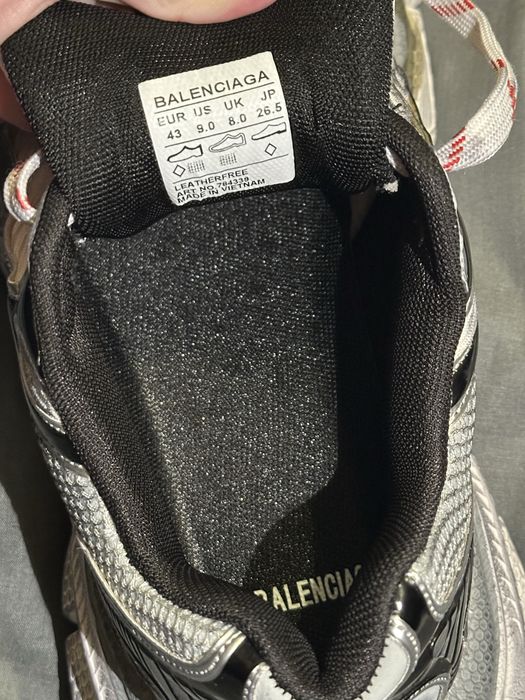 BALENCIAGA
EUR US UK JP
43 9.0 8.0 26.5
LEATHERFREE
ART NO.784339
MADE IN VIETNAM
BALENCIAG